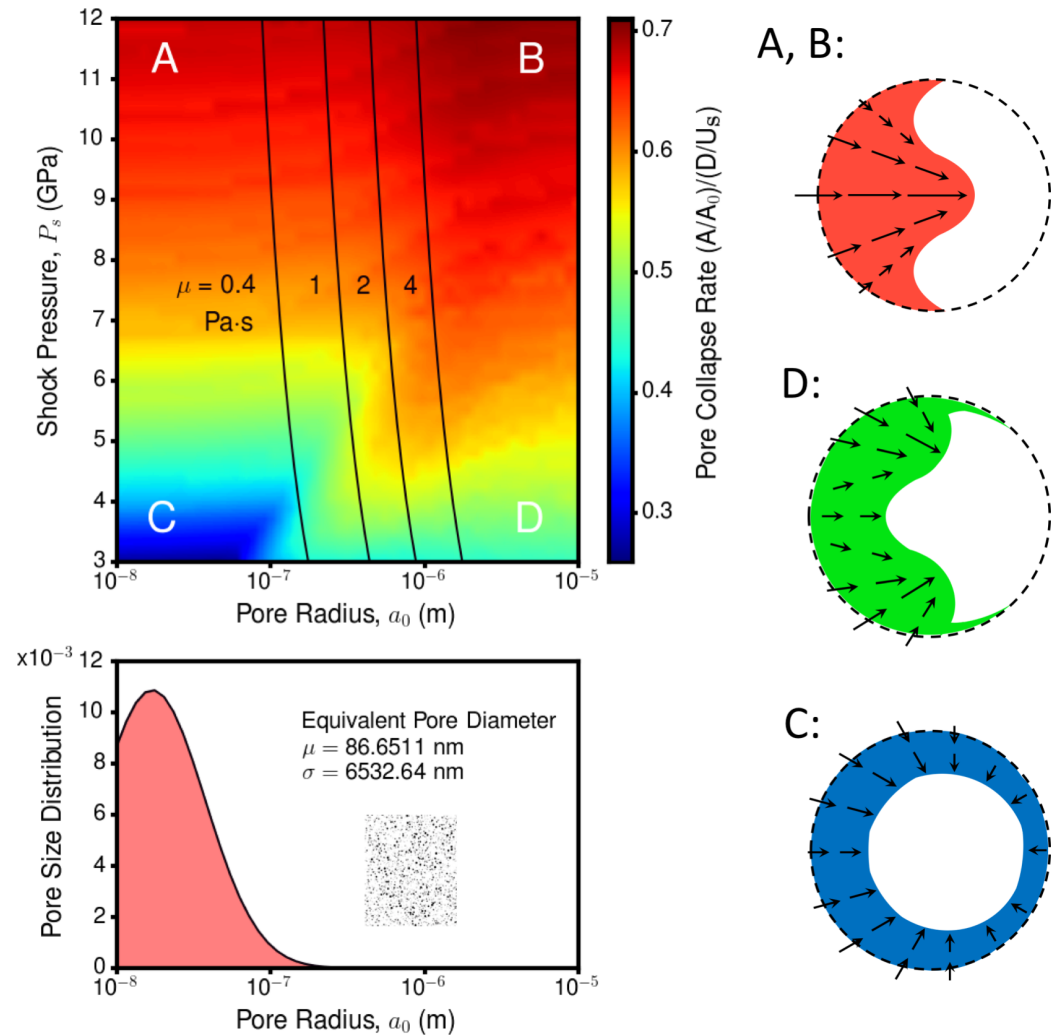 12
11
10
9
8
7
6
5
4
3
Shock Pressure, P_s (GPa)
A
B
C
D
μ = 0.4
Pa·s
1
2
4
10⁻⁸
10⁻⁷
10⁻⁶
10⁻⁵
Pore Radius, a₀ (m)
0.7
0.6
0.5
0.4
0.3
Pore Collapse Rate (A/A₀)/(D/Uₛ)
x10⁻³
12
10
8
6
4
2
0
Pore Size Distribution
Equivalent Pore Diameter
μ = 86.6511 nm
σ = 6532.64 nm
10⁻⁸
10⁻⁷
10⁻⁶
10⁻⁵
Pore Radius, a₀ (m)
A, B:
D:
C: